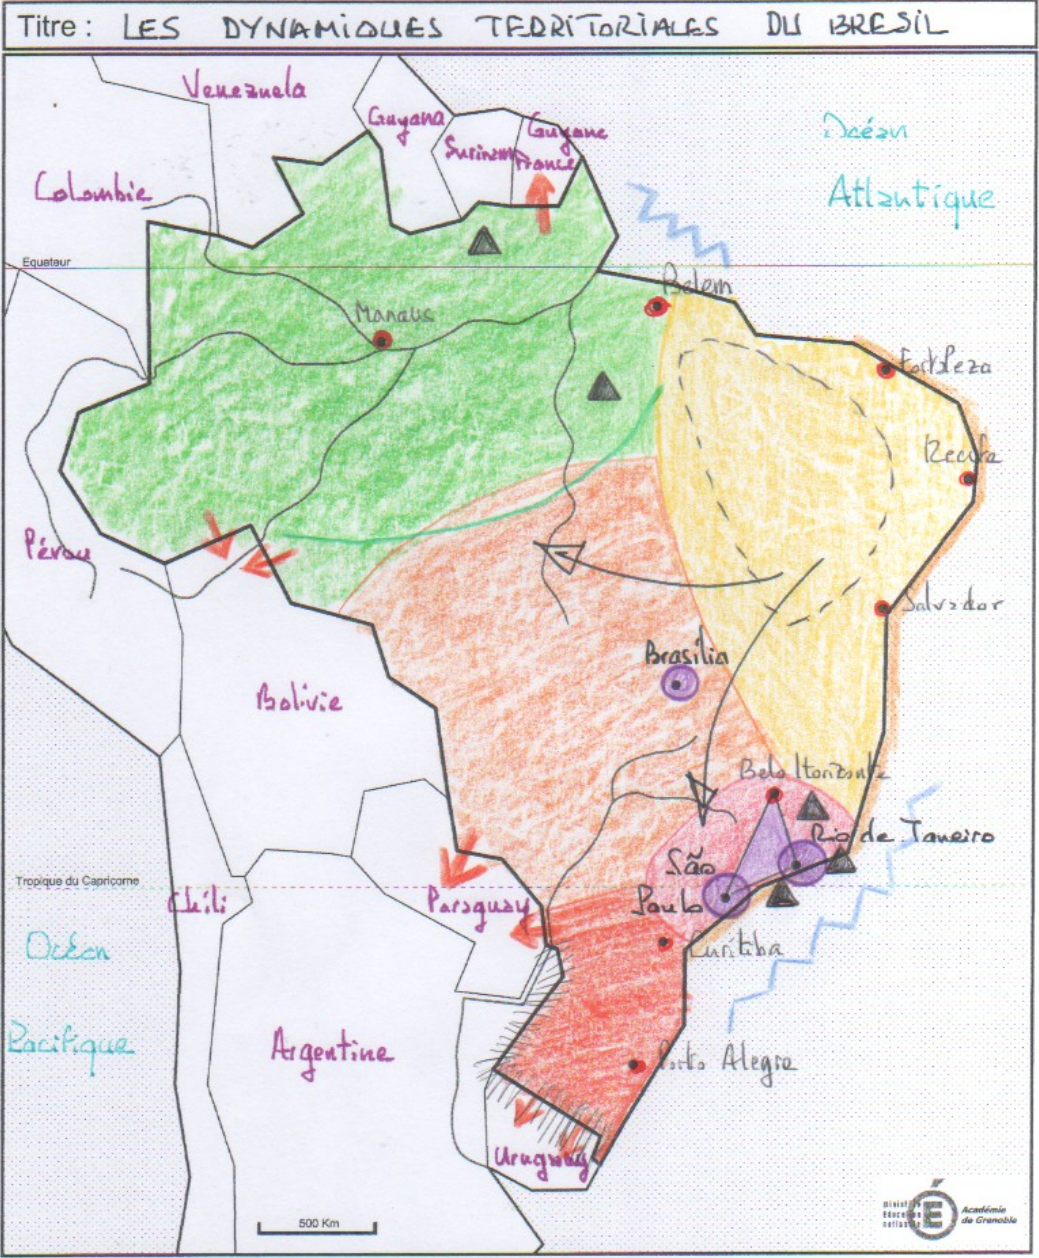 Titre : LES DYNAMIQUES TERRITORIALES DU BRESIL
Venezuela
Guyana
Surinam
Guyane
France
Océan
Atlantique
Colombie
Equateur
Belem
Manaus
Fortaleza
Recife
Pérou
Salvador
Brasília
Bolivie
Belo Horizonte
Rio de Janeiro
São
Paulo
Tropique du Capricorne
Chili
Paraguay
Curitiba
Océan
Pacifique
Argentine
Porto Alegre
Uruguay
500 Km
Académie
de Grenoble